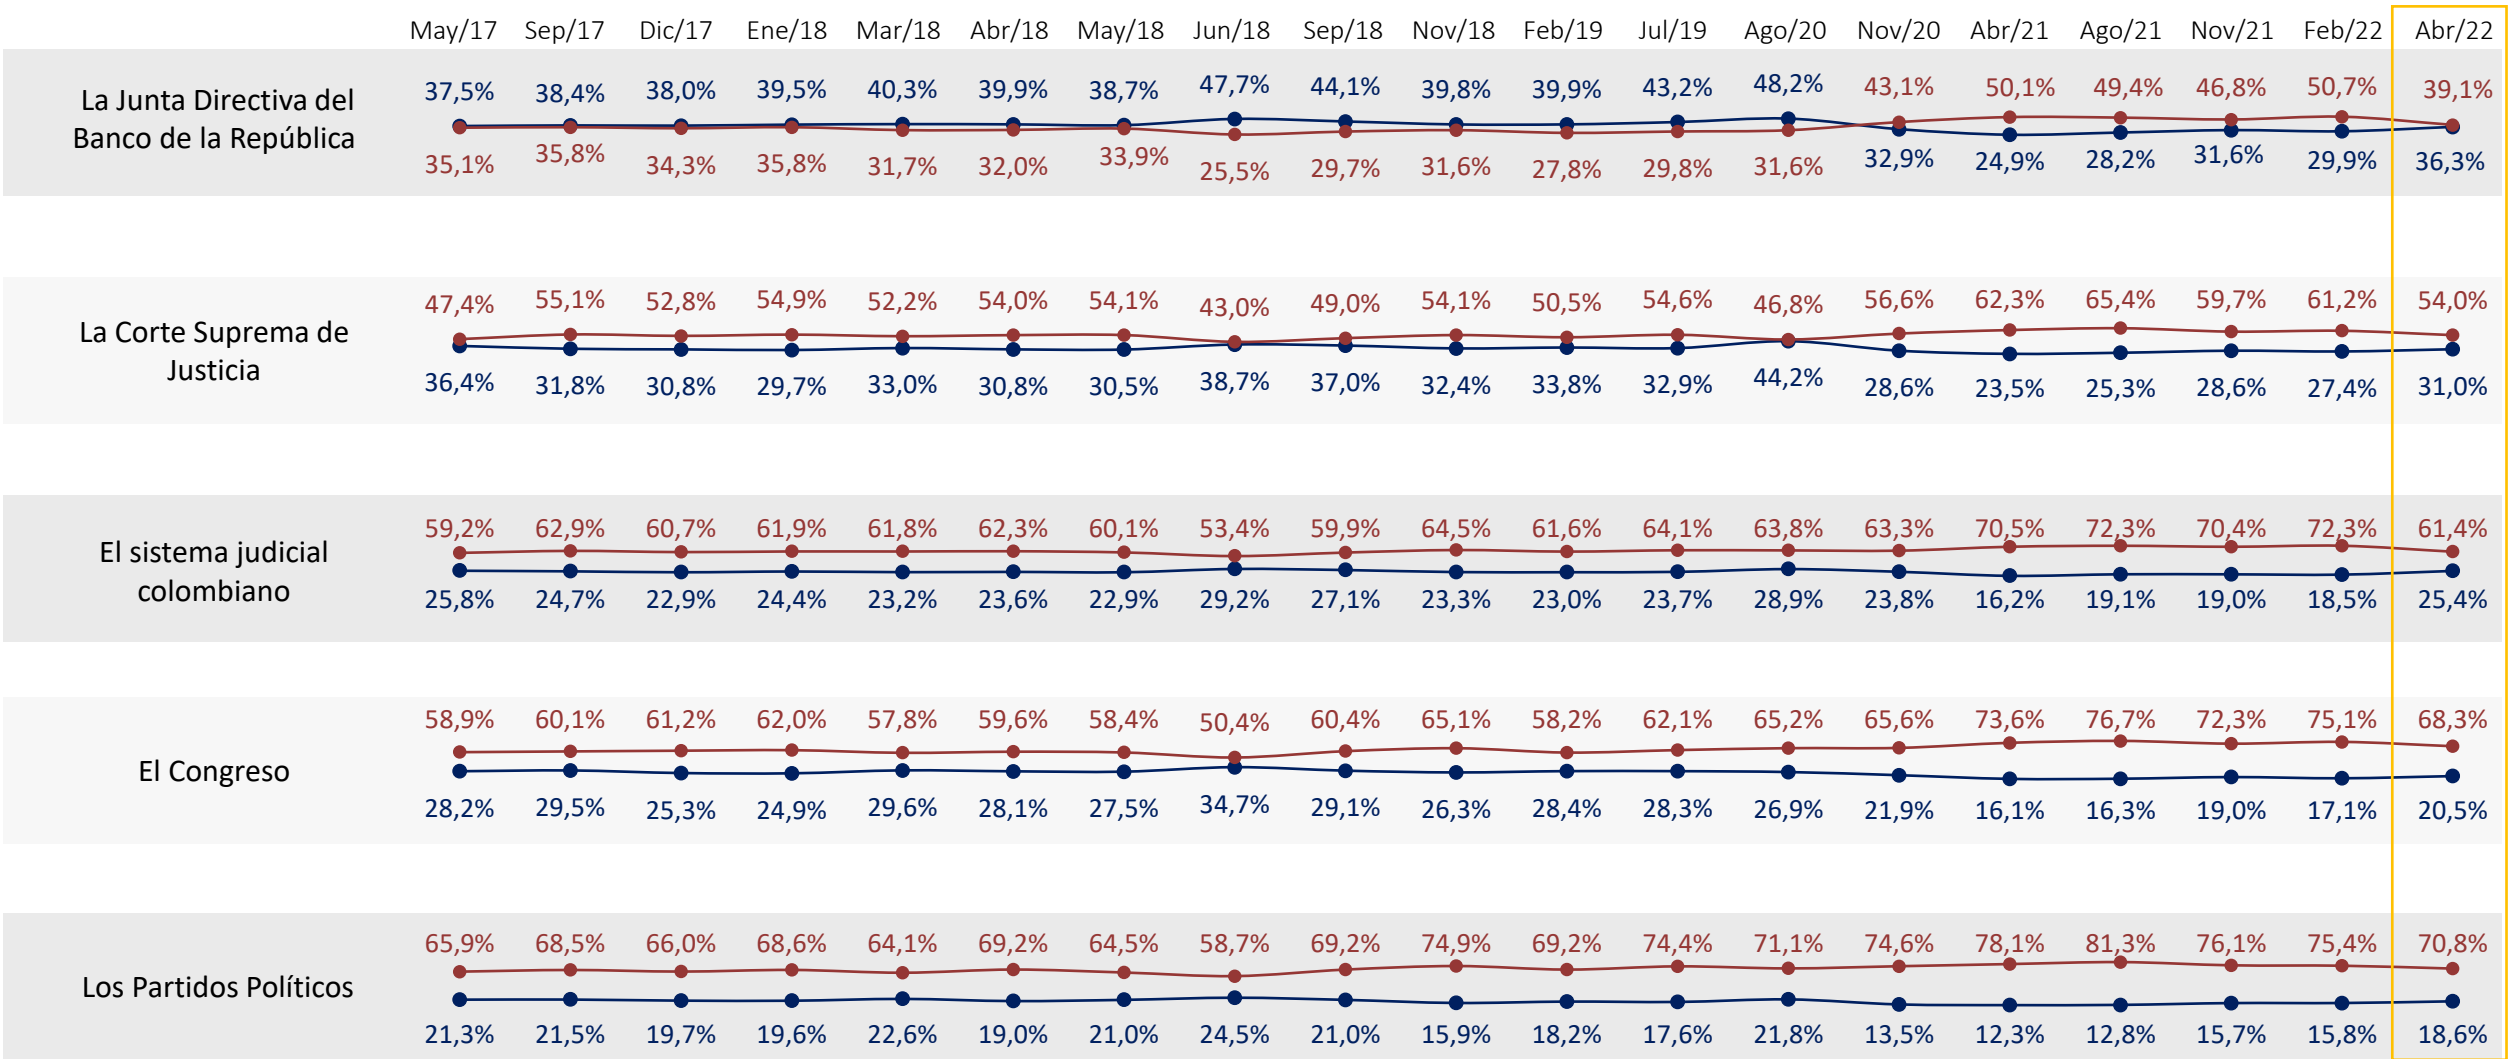 May/17 Sep/17 Dic/17 Ene/18 Mar/18 Abr/18 May/18 Jun/18 Sep/18 Nov/18 Feb/19 Jul/19 Ago/20 Nov/20 Abr/21 Ago/21 Nov/21 Feb/22 Abr/22
La Junta Directiva del
Banco de la República
37,5% 38,4% 38,0% 39,5% 40,3% 39,9% 38,7% 47,7% 44,1% 39,8% 39,9% 43,2% 48,2% 43,1% 50,1% 49,4% 46,8% 50,7% 39,1%
35,1% 35,8% 34,3% 35,8% 31,7% 32,0% 33,9% 25,5% 29,7% 31,6% 27,8% 29,8% 31,6% 32,9% 24,9% 28,2% 31,6% 29,9% 36,3%
La Corte Suprema de
Justicia
47,4% 55,1% 52,8% 54,9% 52,2% 54,0% 54,1% 43,0% 49,0% 54,1% 50,5% 54,6% 46,8% 56,6% 62,3% 65,4% 59,7% 61,2% 54,0%
36,4% 31,8% 30,8% 29,7% 33,0% 30,8% 30,5% 38,7% 37,0% 32,4% 33,8% 32,9% 44,2% 28,6% 23,5% 25,3% 28,6% 27,4% 31,0%
El sistema judicial
colombiano
59,2% 62,9% 60,7% 61,9% 61,8% 62,3% 60,1% 53,4% 59,9% 64,5% 61,6% 64,1% 63,8% 63,3% 70,5% 72,3% 70,4% 72,3% 61,4%
25,8% 24,7% 22,9% 24,4% 23,2% 23,6% 22,9% 29,2% 27,1% 23,3% 23,0% 23,7% 28,9% 23,8% 16,2% 19,1% 19,0% 18,5% 25,4%
El Congreso
58,9% 60,1% 61,2% 62,0% 57,8% 59,6% 58,4% 50,4% 60,4% 65,1% 58,2% 62,1% 65,2% 65,6% 73,6% 76,7% 72,3% 75,1% 68,3%
28,2% 29,5% 25,3% 24,9% 29,6% 28,1% 27,5% 34,7% 29,1% 26,3% 28,4% 28,3% 26,9% 21,9% 16,1% 16,3% 19,0% 17,1% 20,5%
Los Partidos Políticos
65,9% 68,5% 66,0% 68,6% 64,1% 69,2% 64,5% 58,7% 69,2% 74,9% 69,2% 74,4% 71,1% 74,6% 78,1% 81,3% 76,1% 75,4% 70,8%
21,3% 21,5% 19,7% 19,6% 22,6% 19,0% 21,0% 24,5% 21,0% 15,9% 18,2% 17,6% 21,8% 13,5% 12,3% 12,8% 15,7% 15,8% 18,6%